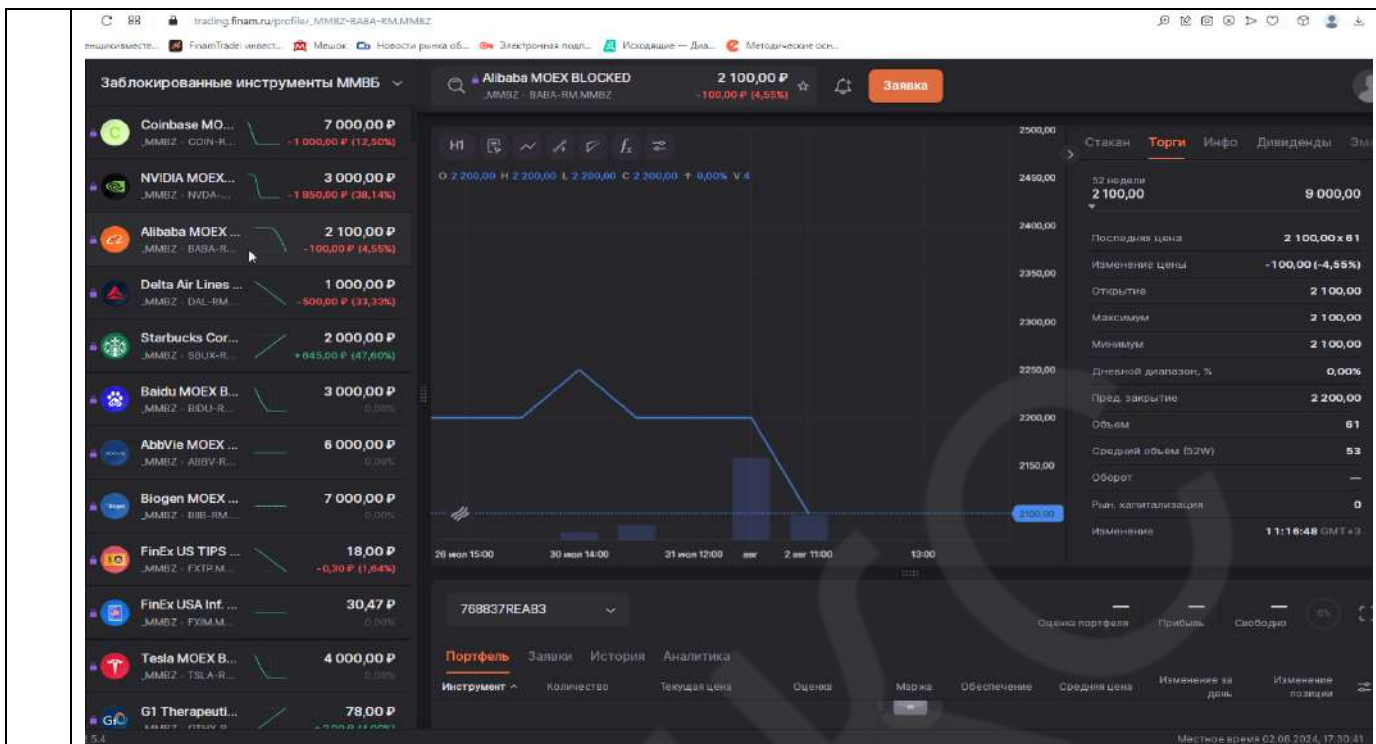 trading.finam.ru/profile/_MMBZ-BABA-RM.MMBZ
FinamTrade: инвест... Мешок Новости рынка об... Электронная подп... Исходящие — Диа... Методические осн...
Заблокированные инструменты ММВБ
Alibaba MOEX BLOCKED
_MMBZ - BABA-RM.MMBZ
2 100,00 ₽
-100,00 ₽ (4,55%)
Заявка
Coinbase MO... 7 000,00 ₽
_MMBZ - COIN-R... -1 000,00 ₽ (12,50%)
NVIDIA MOEX... 3 000,00 ₽
_MMBZ - NVDA-... -1 850,00 ₽ (38,14%)
Alibaba MOEX ... 2 100,00 ₽
_MMBZ - BABA-R... -100,00 ₽ (4,55%)
Delta Air Lines ... 1 000,00 ₽
_MMBZ - DAL-RM... -500,00 ₽ (33,33%)
Starbucks Cor... 2 000,00 ₽
_MMBZ - SBUX-R... +645,00 ₽ (47,60%)
Baidu MOEX B... 3 000,00 ₽
_MMBZ - BIDU-R... 0,00%
AbbVie MOEX ... 6 000,00 ₽
_MMBZ - ABBV-R... 0,00%
Biogen MOEX ... 7 000,00 ₽
_MMBZ - BIIB-RM... 0,00%
FinEx US TIPS ... 18,00 ₽
_MMBZ - FXTP.M... -0,30 ₽ (1,64%)
FinEx USA Inf. ... 30,47 ₽
_MMBZ - FXIM.M... 0,00%
Tesla MOEX B... 4 000,00 ₽
_MMBZ - TSLA-R... 0,00%
G1 Therapeuti... 78,00 ₽
H1
O 2 200,00 H 2 200,00 L 2 200,00 C 2 200,00 ↑ 0,00% V 4
2500,00
2450,00
2400,00
2350,00
2300,00
2250,00
2200,00
2150,00
2100,00
26 июл 15:00 30 июл 14:00 31 июл 12:00 авг 2 авг 11:00 13:00
Стакан Торги Инфо Дивиденды
52 недели
2 100,00 9 000,00
Последняя цена 2 100,00 x 61
Изменение цены -100,00 (-4,55%)
Открытие 2 100,00
Максимум 2 100,00
Минимум 2 100,00
Дневной диапазон, % 0,00%
Пред. закрытие 2 200,00
Объем 61
Средний объем (52W) 53
Оборот —
Рын. капитализация 0
Изменение 11:16:48 GMT+3
768837REAB3
— — — 0%
Оценка портфеля Прибыль Свободно
Портфель Заявки История Аналитика
Инструмент Количество Текущая цена Оценка Маржа Обеспечение Средняя цена Изменение за день Изменение позиции
Местное время 02.08.2024, 17:30:41